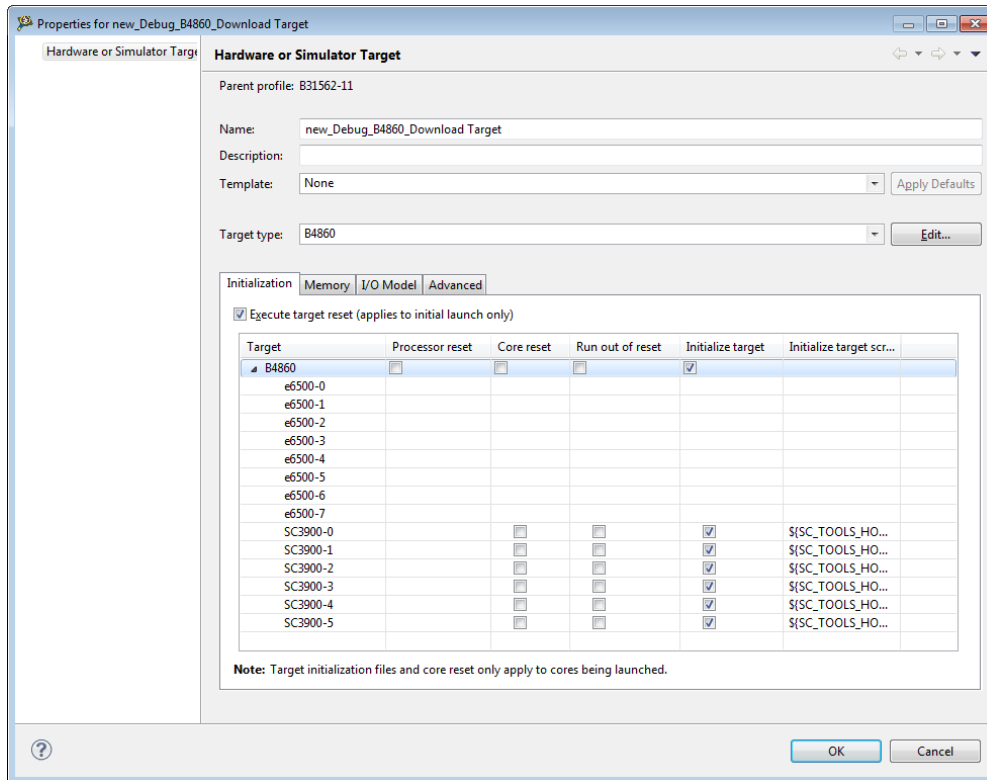 Properties for new_Debug_B4860_Download Target
Hardware or Simulator Targe
Hardware or Simulator Target
Parent profile: B31562-11
Name: new_Debug_B4860_Download Target
Description:
Template: None Apply Defaults
Target type: B4860 Edit...
Initialization Memory I/O Model Advanced
Execute target reset (applies to initial launch only)
Target Processor reset Core reset Run out of reset Initialize target Initialize target scr...
B4860
e6500-0
e6500-1
e6500-2
e6500-3
e6500-4
e6500-5
e6500-6
e6500-7
SC3900-0 ${SC_TOOLS_HO...
SC3900-1 ${SC_TOOLS_HO...
SC3900-2 ${SC_TOOLS_HO...
SC3900-3 ${SC_TOOLS_HO...
SC3900-4 ${SC_TOOLS_HO...
SC3900-5 ${SC_TOOLS_HO...
Note: Target initialization files and core reset only apply to cores being launched.
? OK Cancel